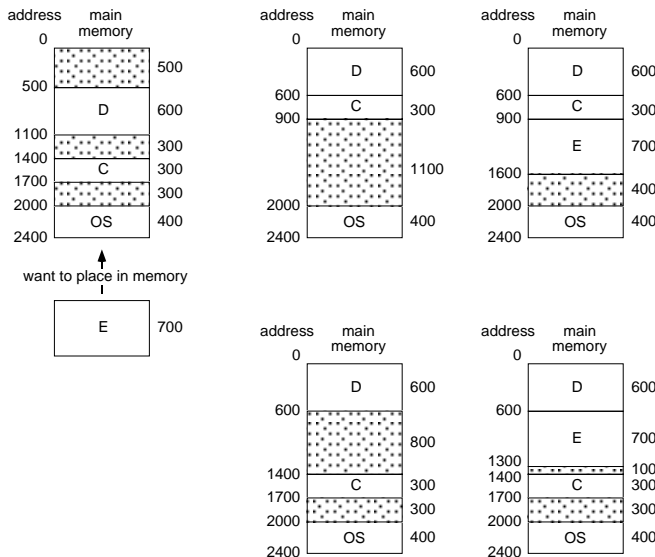 address main memory
0
500
500
D 600
1100
300
1400
C 300
1700
300
2000
OS 400
2400
want to place in memory
E 700
address main memory
0
D 600
600
C 300
900
1100
2000
OS 400
2400
address main memory
0
D 600
600
C 300
900
E 700
1600
400
2000
OS 400
2400
address main memory
0
D 600
600
800
1400
C 300
1700
300
2000
OS 400
2400
address main memory
0
D 600
600
E 700
1300
100
1400
C 300
1700
300
2000
OS 400
2400